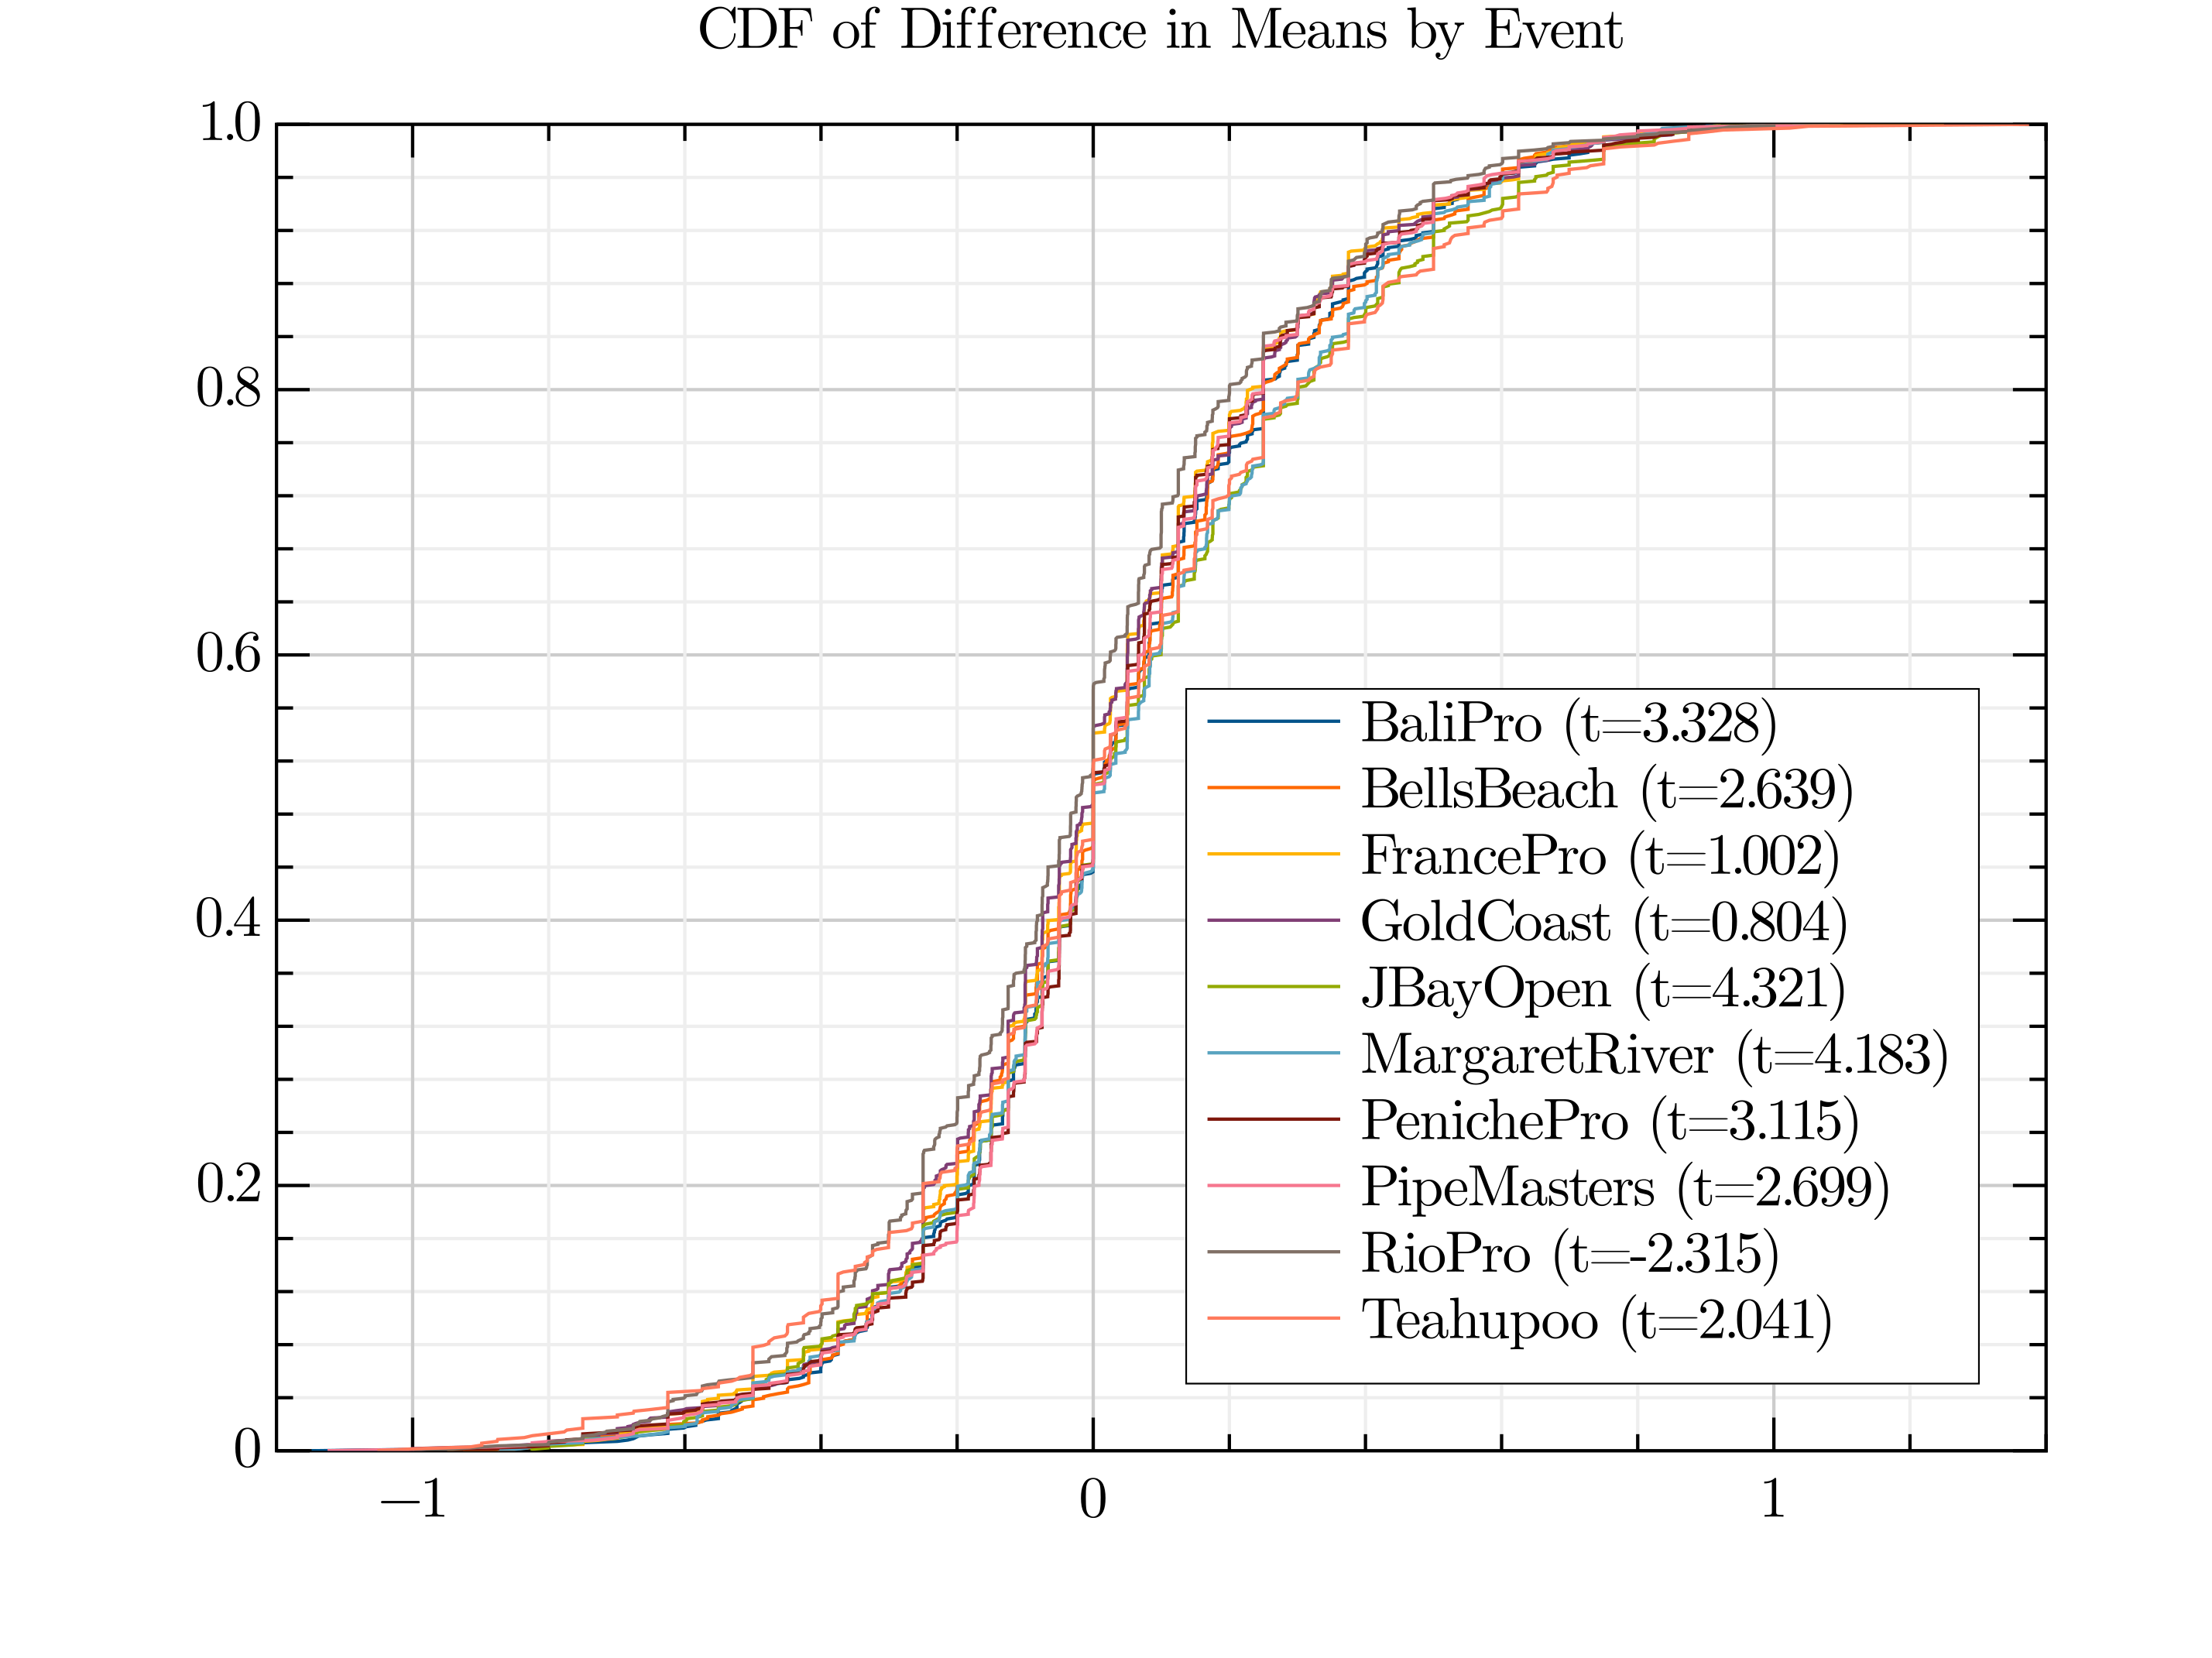 CDF of Difference in Means by Event
1.0
0.8
0.6
0.4
0.2
0
−1
0
1
BaliPro (t=3.328)
BellsBeach (t=2.639)
FrancePro (t=1.002)
GoldCoast (t=0.804)
JBayOpen (t=4.321)
MargaretRiver (t=4.183)
PenichePro (t=3.115)
PipeMasters (t=2.699)
RioPro (t=-2.315)
Teahupoo (t=2.041)